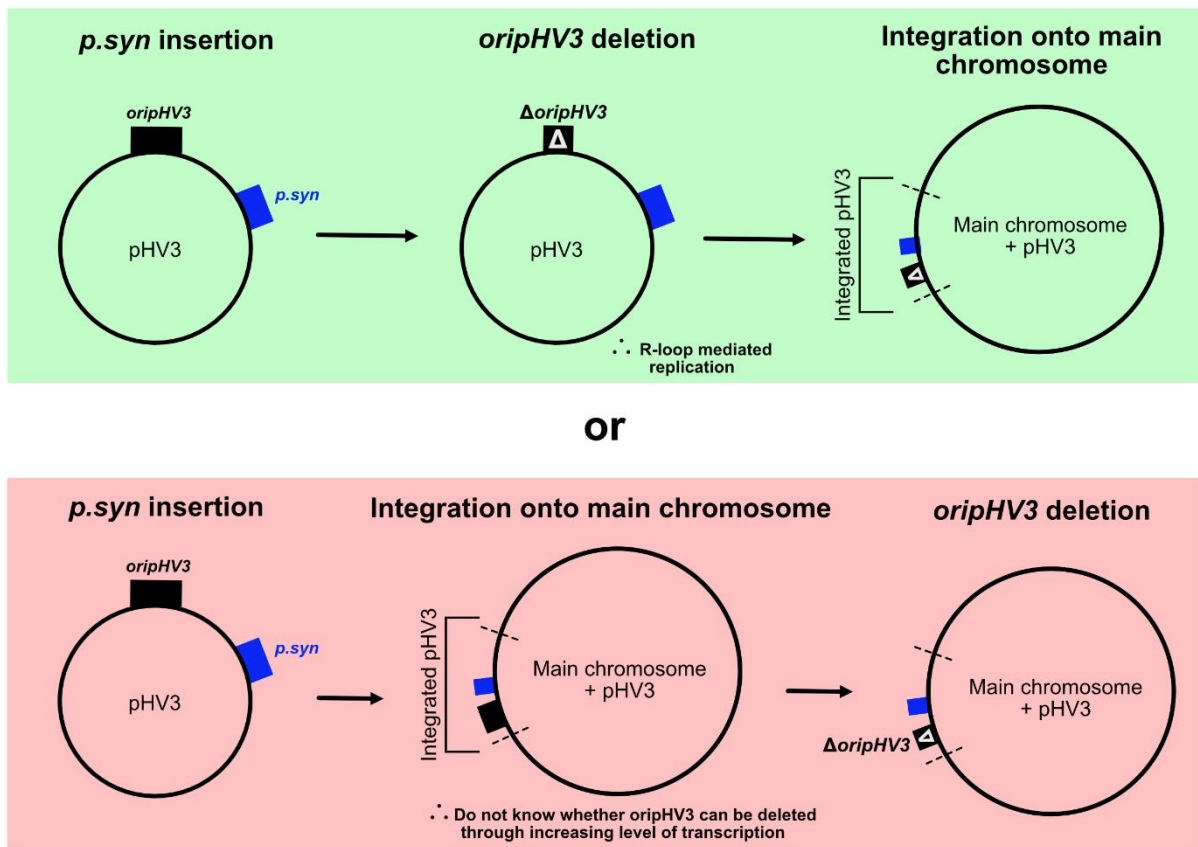 p.syn insertion
oripHV3 deletion
Integration onto main
chromosome
oripHV3
p.syn
pHV3
ΔoripHV3
Δ
pHV3
∴ R-loop mediated
replication
Integrated pHV3
Δ
Main chromosome
+ pHV3
or
p.syn insertion
Integration onto main chromosome
oripHV3 deletion
oripHV3
p.syn
pHV3
Integrated pHV3
Main chromosome
+ pHV3
∴ Do not know whether oripHV3 can be deleted
through increasing level of transcription
Main chromosome
+ pHV3
ΔoripHV3
Δ